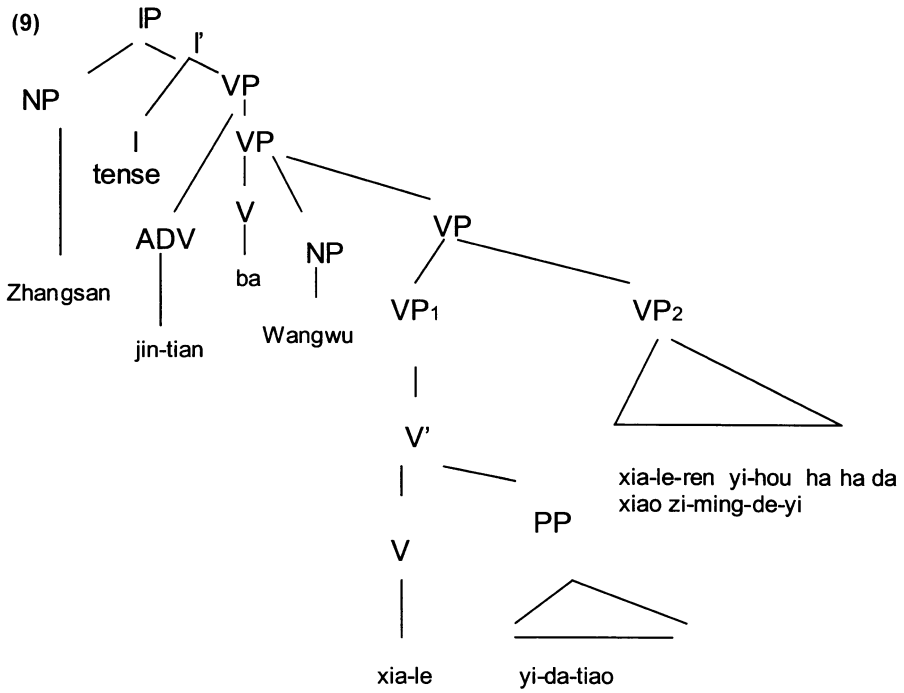 (9)
IP
I'
NP
VP
I
tense
VP
ADV
V
NP
VP
Zhangsan
ba
jin-tian
Wangwu
VP1
VP2
V'
xia-le-ren yi-hou ha ha da
xiao zi-ming-de-yi
PP
V
xia-le
yi-da-tiao